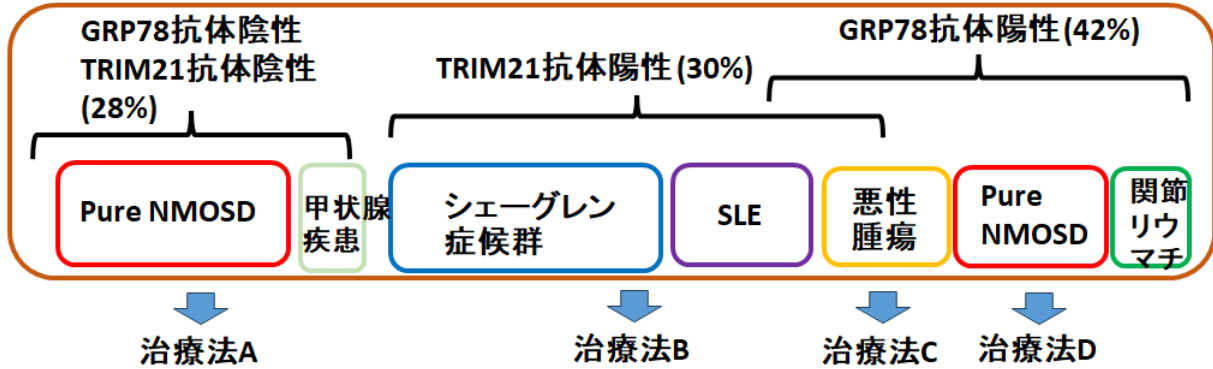 GRP78抗体陰性
TRIM21抗体陰性
(28%)
TRIM21抗体陽性(30%)
GRP78抗体陽性(42%)
Pure NMOSD
甲状腺
疾患
シェーグレン
症候群
SLE
悪性
腫瘍
Pure
NMOSD
関節
リウ
マチ
治療法A
治療法B
治療法C
治療法D